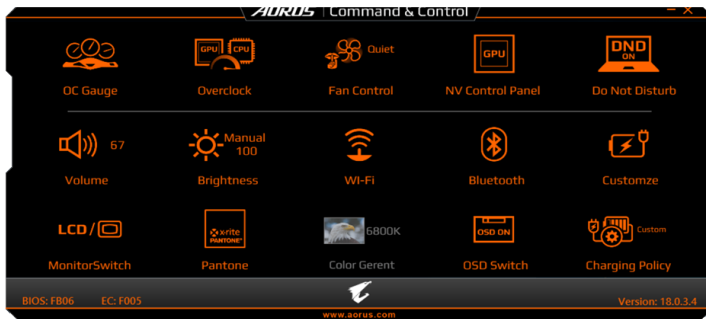 AORUS Command & Control
GPU CPU Quiet GPU DND ON
OC Gauge Overclock Fan Control NV Control Panel Do Not Disturb
67 Manual 100
Volume Brightness WI-Fi Bluetooth Customze
LCD/ x-rite PANTONE 6800K OSD ON Custom
MonitorSwitch Pantone Color Gerent OSD Switch Charging Policy
BIOS: FB06 EC: F005 Version: 18.0.3.4
www.aorus.com